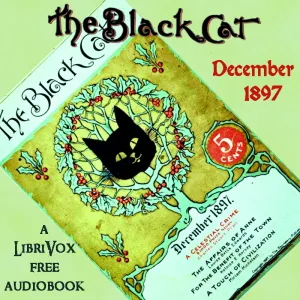 The Black Cat
December
1897
The Black Ca
5
CENTS
December 1897.
A Celestial Crime
The Affairs of Anne
For the Benefit of the Town
A Touch of Civilization
A
LibriVox
free
audiobook